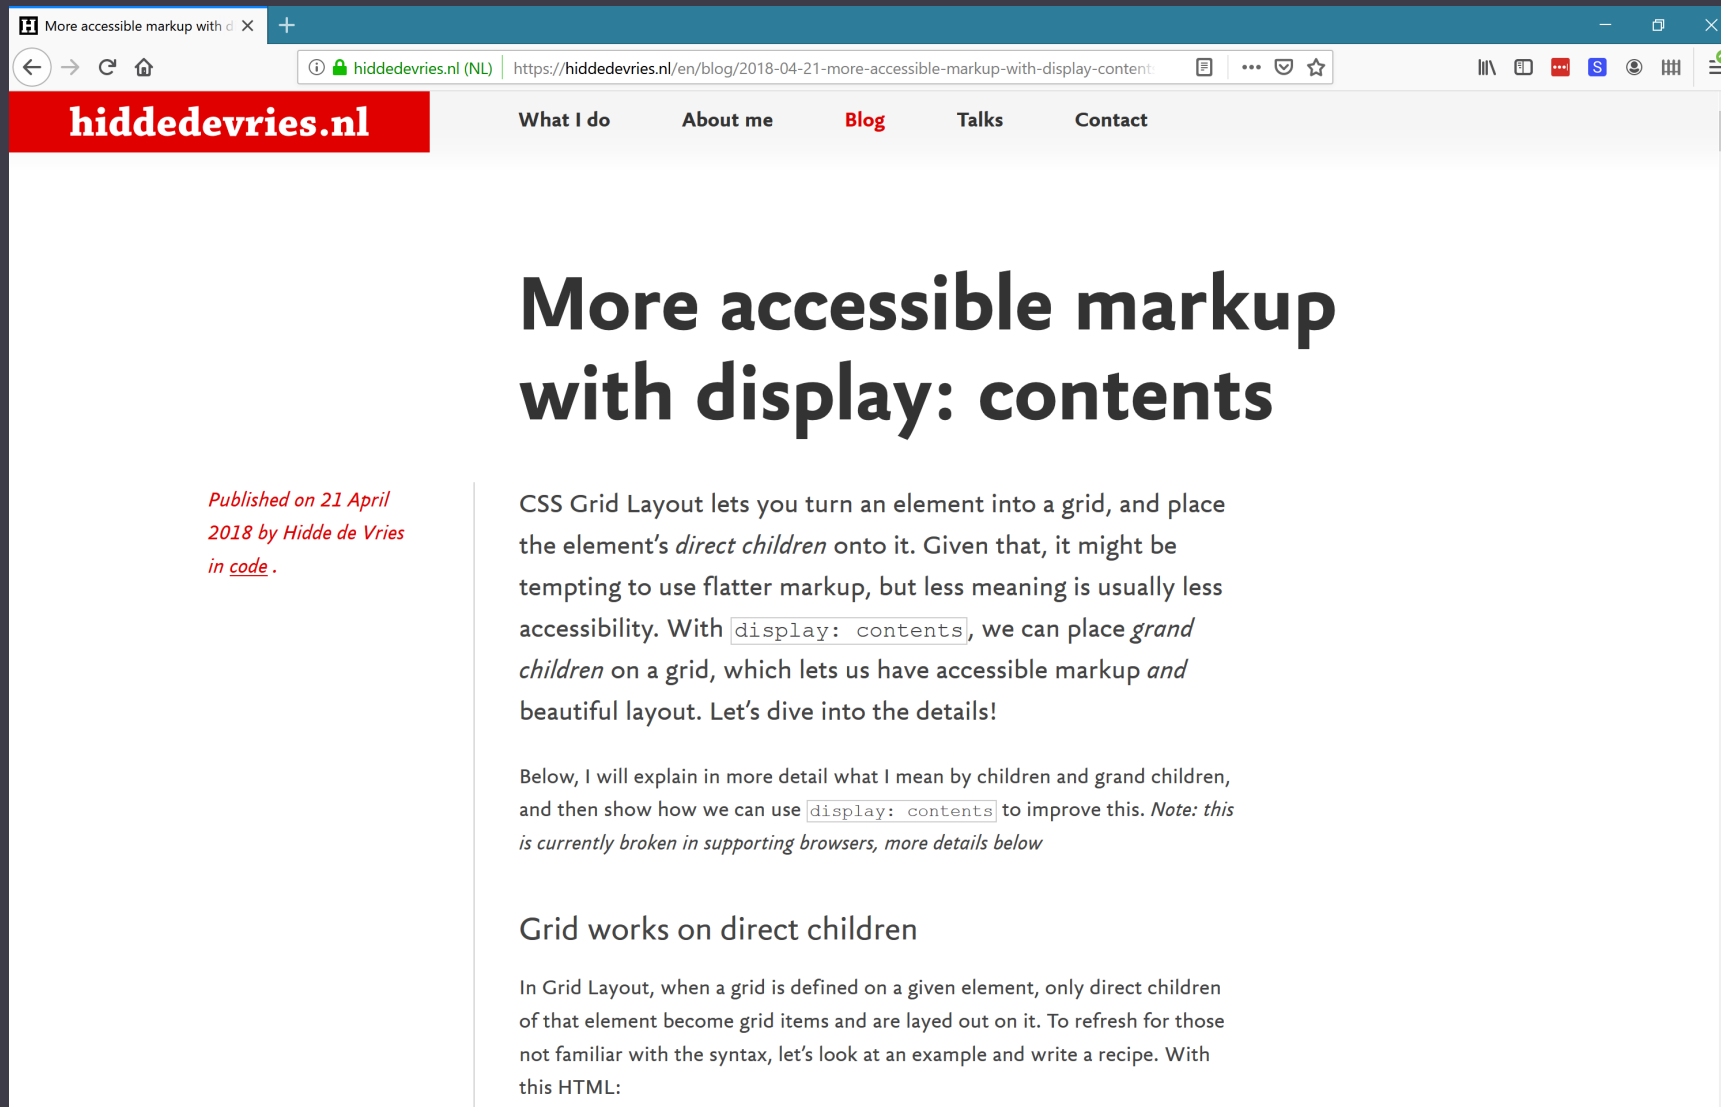 More accessible markup with d
hiddedevries.nl (NL)
https://hiddedevries.nl/en/blog/2018-04-21-more-accessible-markup-with-display-contents
hiddedevries.nl
What I do
About me
Blog
Talks
Contact
More accessible markup
with display: contents
Published on 21 April
2018 by Hidde de Vries
in code .
CSS Grid Layout lets you turn an element into a grid, and place
the element’s direct children onto it. Given that, it might be
tempting to use flatter markup, but less meaning is usually less
accessibility. With display: contents, we can place grand
children on a grid, which lets us have accessible markup and
beautiful layout. Let’s dive into the details!
Below, I will explain in more detail what I mean by children and grand children,
and then show how we can use display: contents to improve this. Note: this
is currently broken in supporting browsers, more details below
Grid works on direct children
In Grid Layout, when a grid is defined on a given element, only direct children
of that element become grid items and are layed out on it. To refresh for those
not familiar with the syntax, let’s look at an example and write a recipe. With
this HTML: